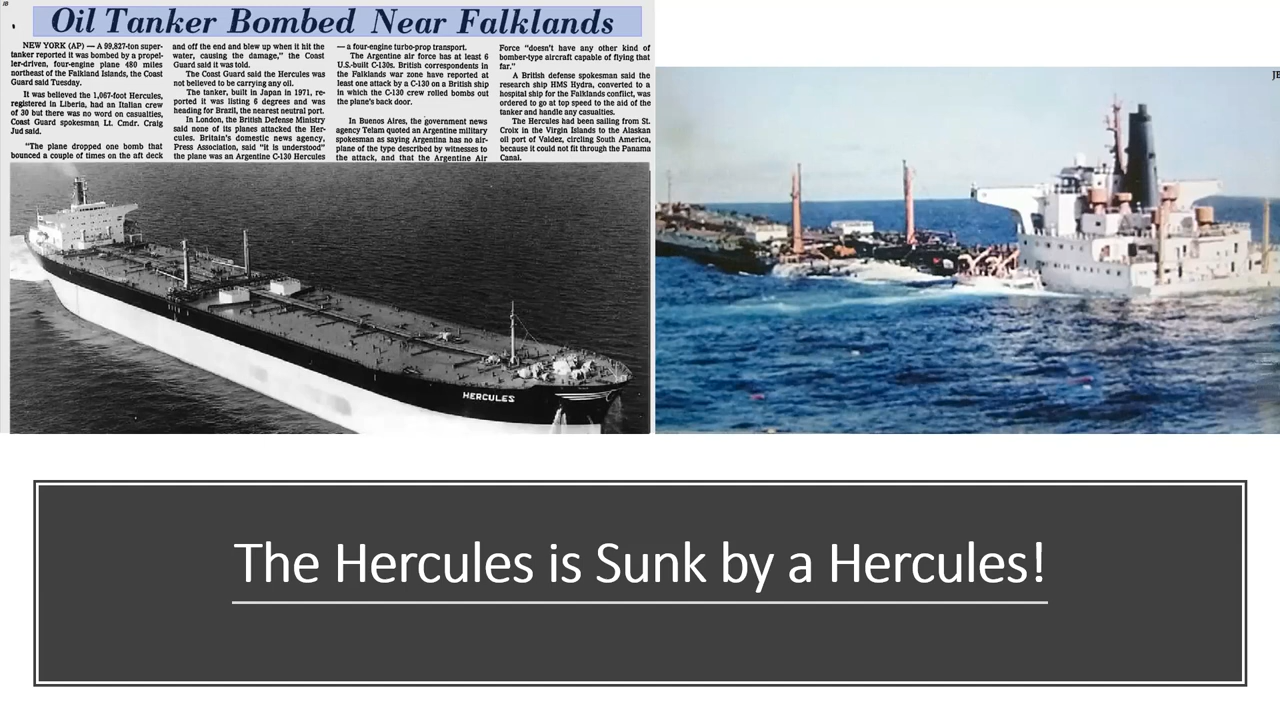 JB
Oil Tanker Bombed Near Falklands
NEW YORK (AP) — A 99,827-ton super-
tanker reported it was bombed by a propel-
ler-driven, four-engine plane 480 miles
northeast of the Falkland Islands, the Coast
Guard said Tuesday.
It was believed the 1,067-foot Hercules,
registered in Liberia, had an Italian crew
of 30 but there was no word on casualties,
Coast Guard spokesman Lt. Cmdr. Craig
Jud said.
"The plane dropped one bomb that
bounced a couple of times on the aft deck
and off the end and blew up when it hit the
water, causing the damage," the Coast
Guard said it was told.
The Coast Guard said the Hercules was
not believed to be carrying any oil.
The tanker, built in Japan in 1971, re-
ported it was listing 6 degrees and was
heading for Brazil, the nearest neutral port.
In London, the British Defense Ministry
said none of its planes attacked the Her-
cules. Britain's domestic news agency,
Press Association, said "it is understood"
the plane was an Argentine C-130 Hercules
— a four-engine turbo-prop transport.
The Argentine air force has at least 6
U.S.-built C-130s. British correspondents in
the Falklands war zone have reported at
least one attack by a C-130 on a British ship
in which the C-130 crew rolled bombs out
the plane's back door.
In Buenos Aires, the government news
agency Telam quoted an Argentine military
spokesman as saying Argentina has no air-
plane of the type described by witnesses to
the attack, and that the Argentine Air
Force "doesn't have any other kind of
bomber-type aircraft capable of flying that
far."
A British defense spokesman said the
research ship HMS Hydra, converted to a
hospital ship for the Falklands conflict, was
ordered to go at top speed to the aid of the
tanker and handle any casualties.
The Hercules had been sailing from St.
Croix in the Virgin Islands to the Alaskan
oil port of Valdez, circling South America,
because it could not fit through the Panama
Canal.
HERCULES
The Hercules is Sunk by a Hercules!